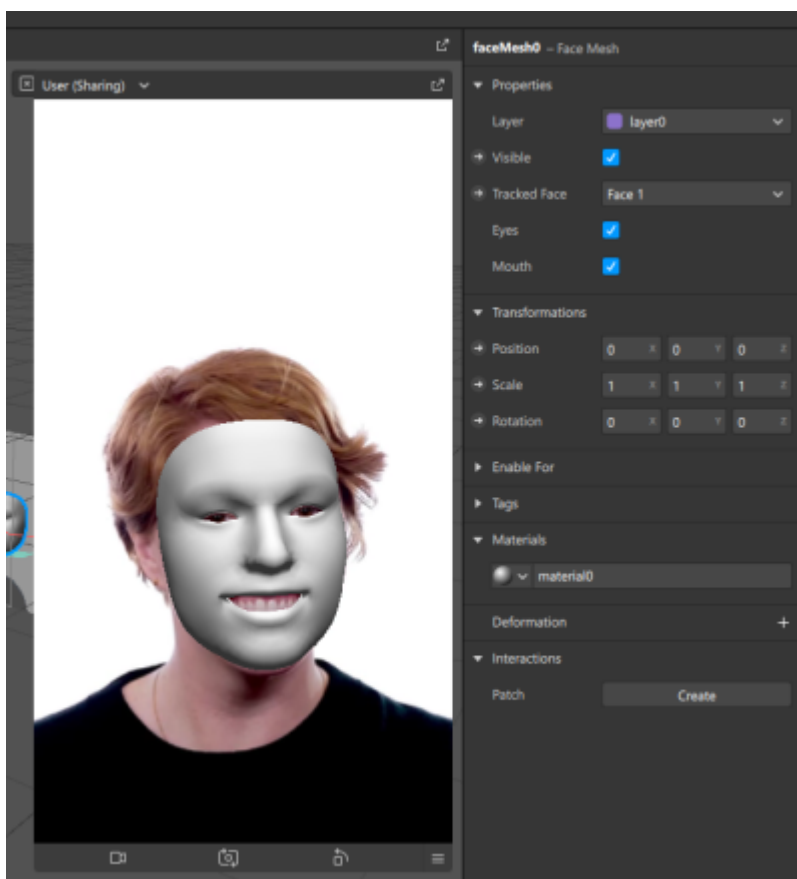 User (Sharing)
faceMesh0 – Face Mesh
Properties
Layer layer0
Visible
Tracked Face Face 1
Eyes
Mouth
Transformations
Position 0 X 0 Y 0 Z
Scale 1 X 1 Y 1 Z
Rotation 0 X 0 Y 0 Z
Enable For
Tags
Materials
material0
Deformation +
Interactions
Patch Create